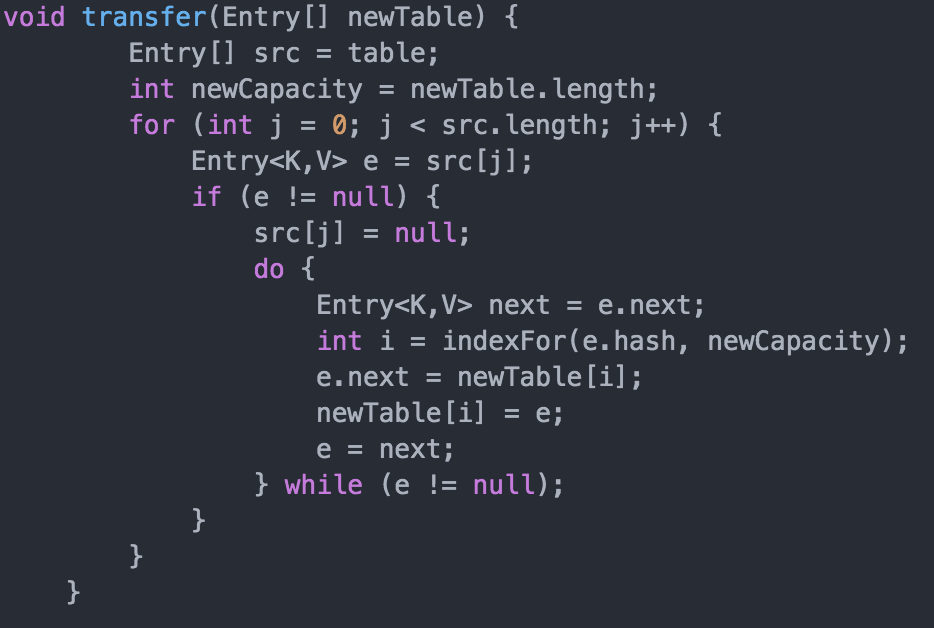 void transfer(Entry[] newTable) {
        Entry[] src = table;
        int newCapacity = newTable.length;
        for (int j = 0; j < src.length; j++) {
            Entry<K,V> e = src[j];
            if (e != null) {
                src[j] = null;
                do {
                    Entry<K,V> next = e.next;
                    int i = indexFor(e.hash, newCapacity);
                    e.next = newTable[i];
                    newTable[i] = e;
                    e = next;
                } while (e != null);
            }
        }
    }